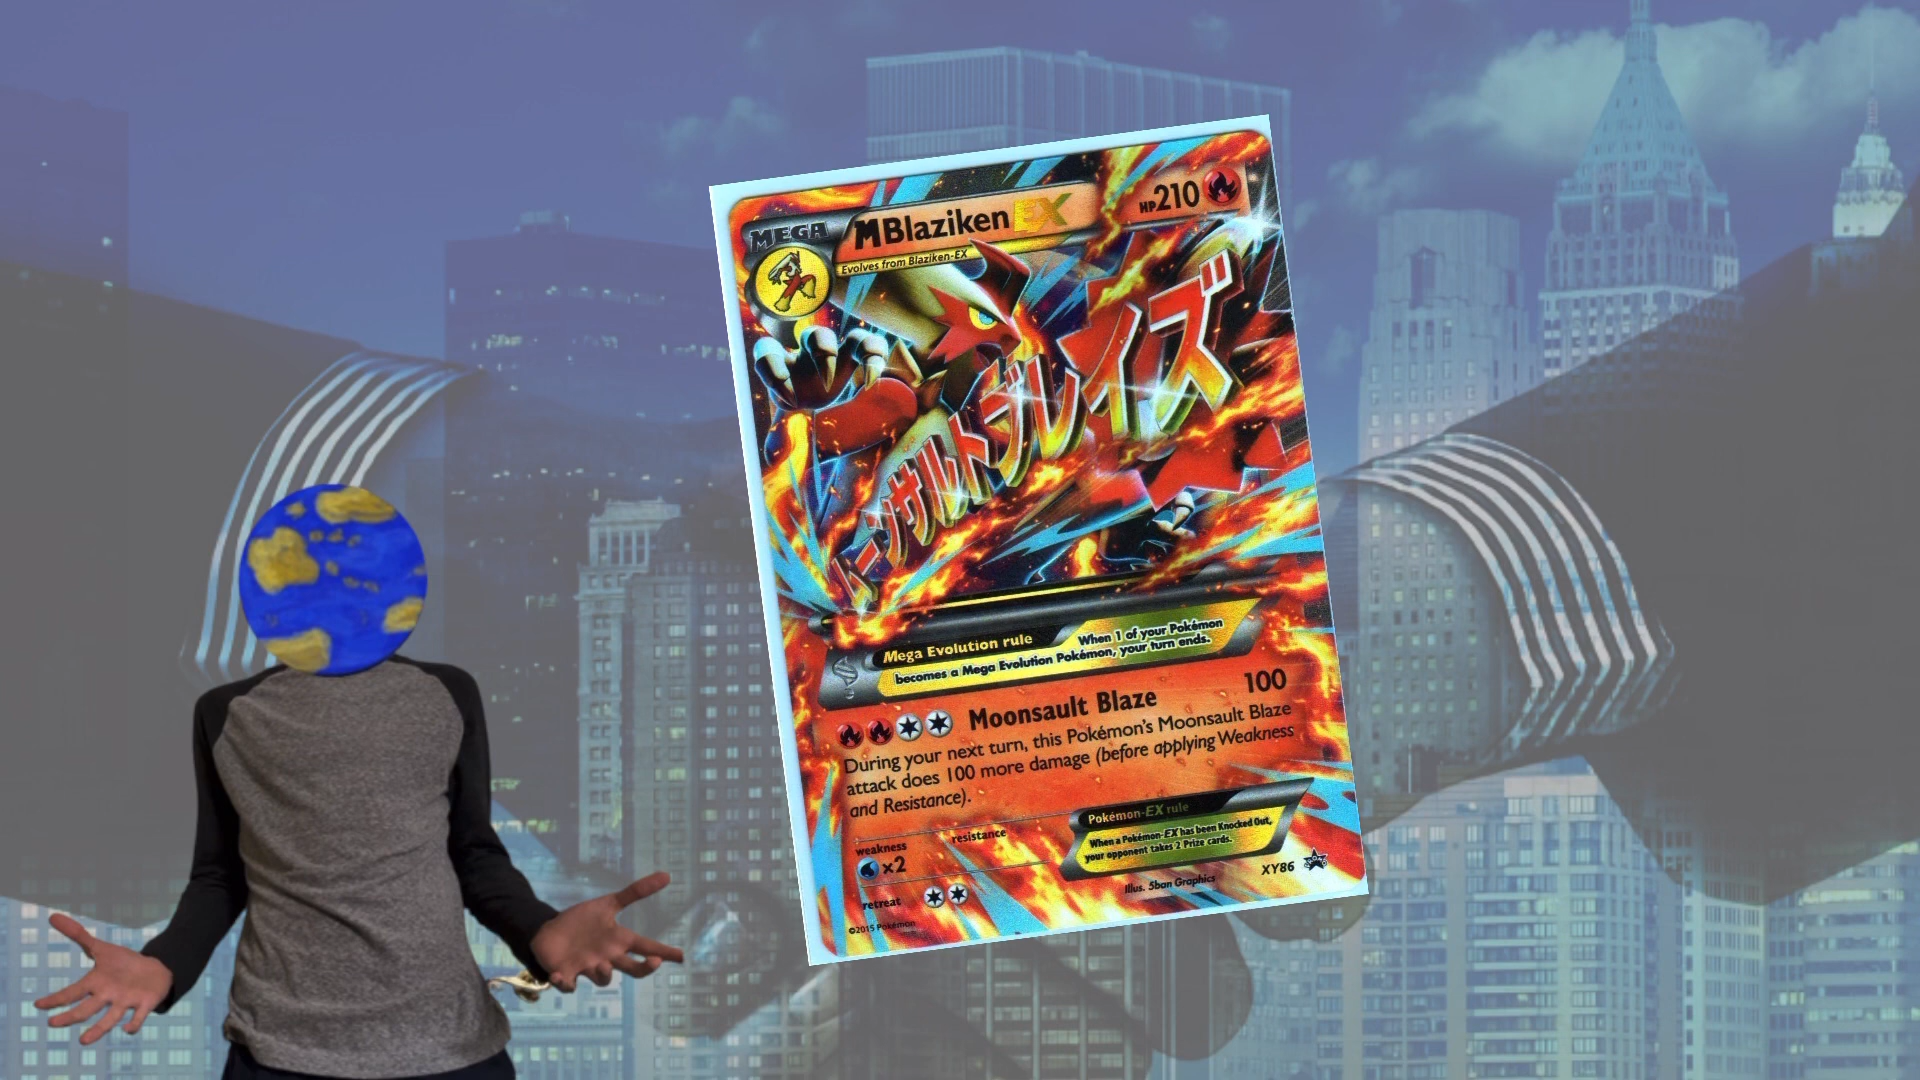 MEGA
M Blaziken EX
HP210
Evolves from Blaziken-EX
ムーンサルトブレイズ
Mega Evolution rule
When 1 of your Pokémon
becomes a Mega Evolution Pokémon, your turn ends.
Moonsault Blaze 100
During your next turn, this Pokémon's Moonsault Blaze
attack does 100 more damage (before applying Weakness
and Resistance).
weakness
resistance
x2
Pokémon-EX rule
When a Pokémon-EX has been Knocked Out,
your opponent takes 2 Prize cards.
retreat
Illus. 5ban Graphics
XY86
©2015 Pokémon